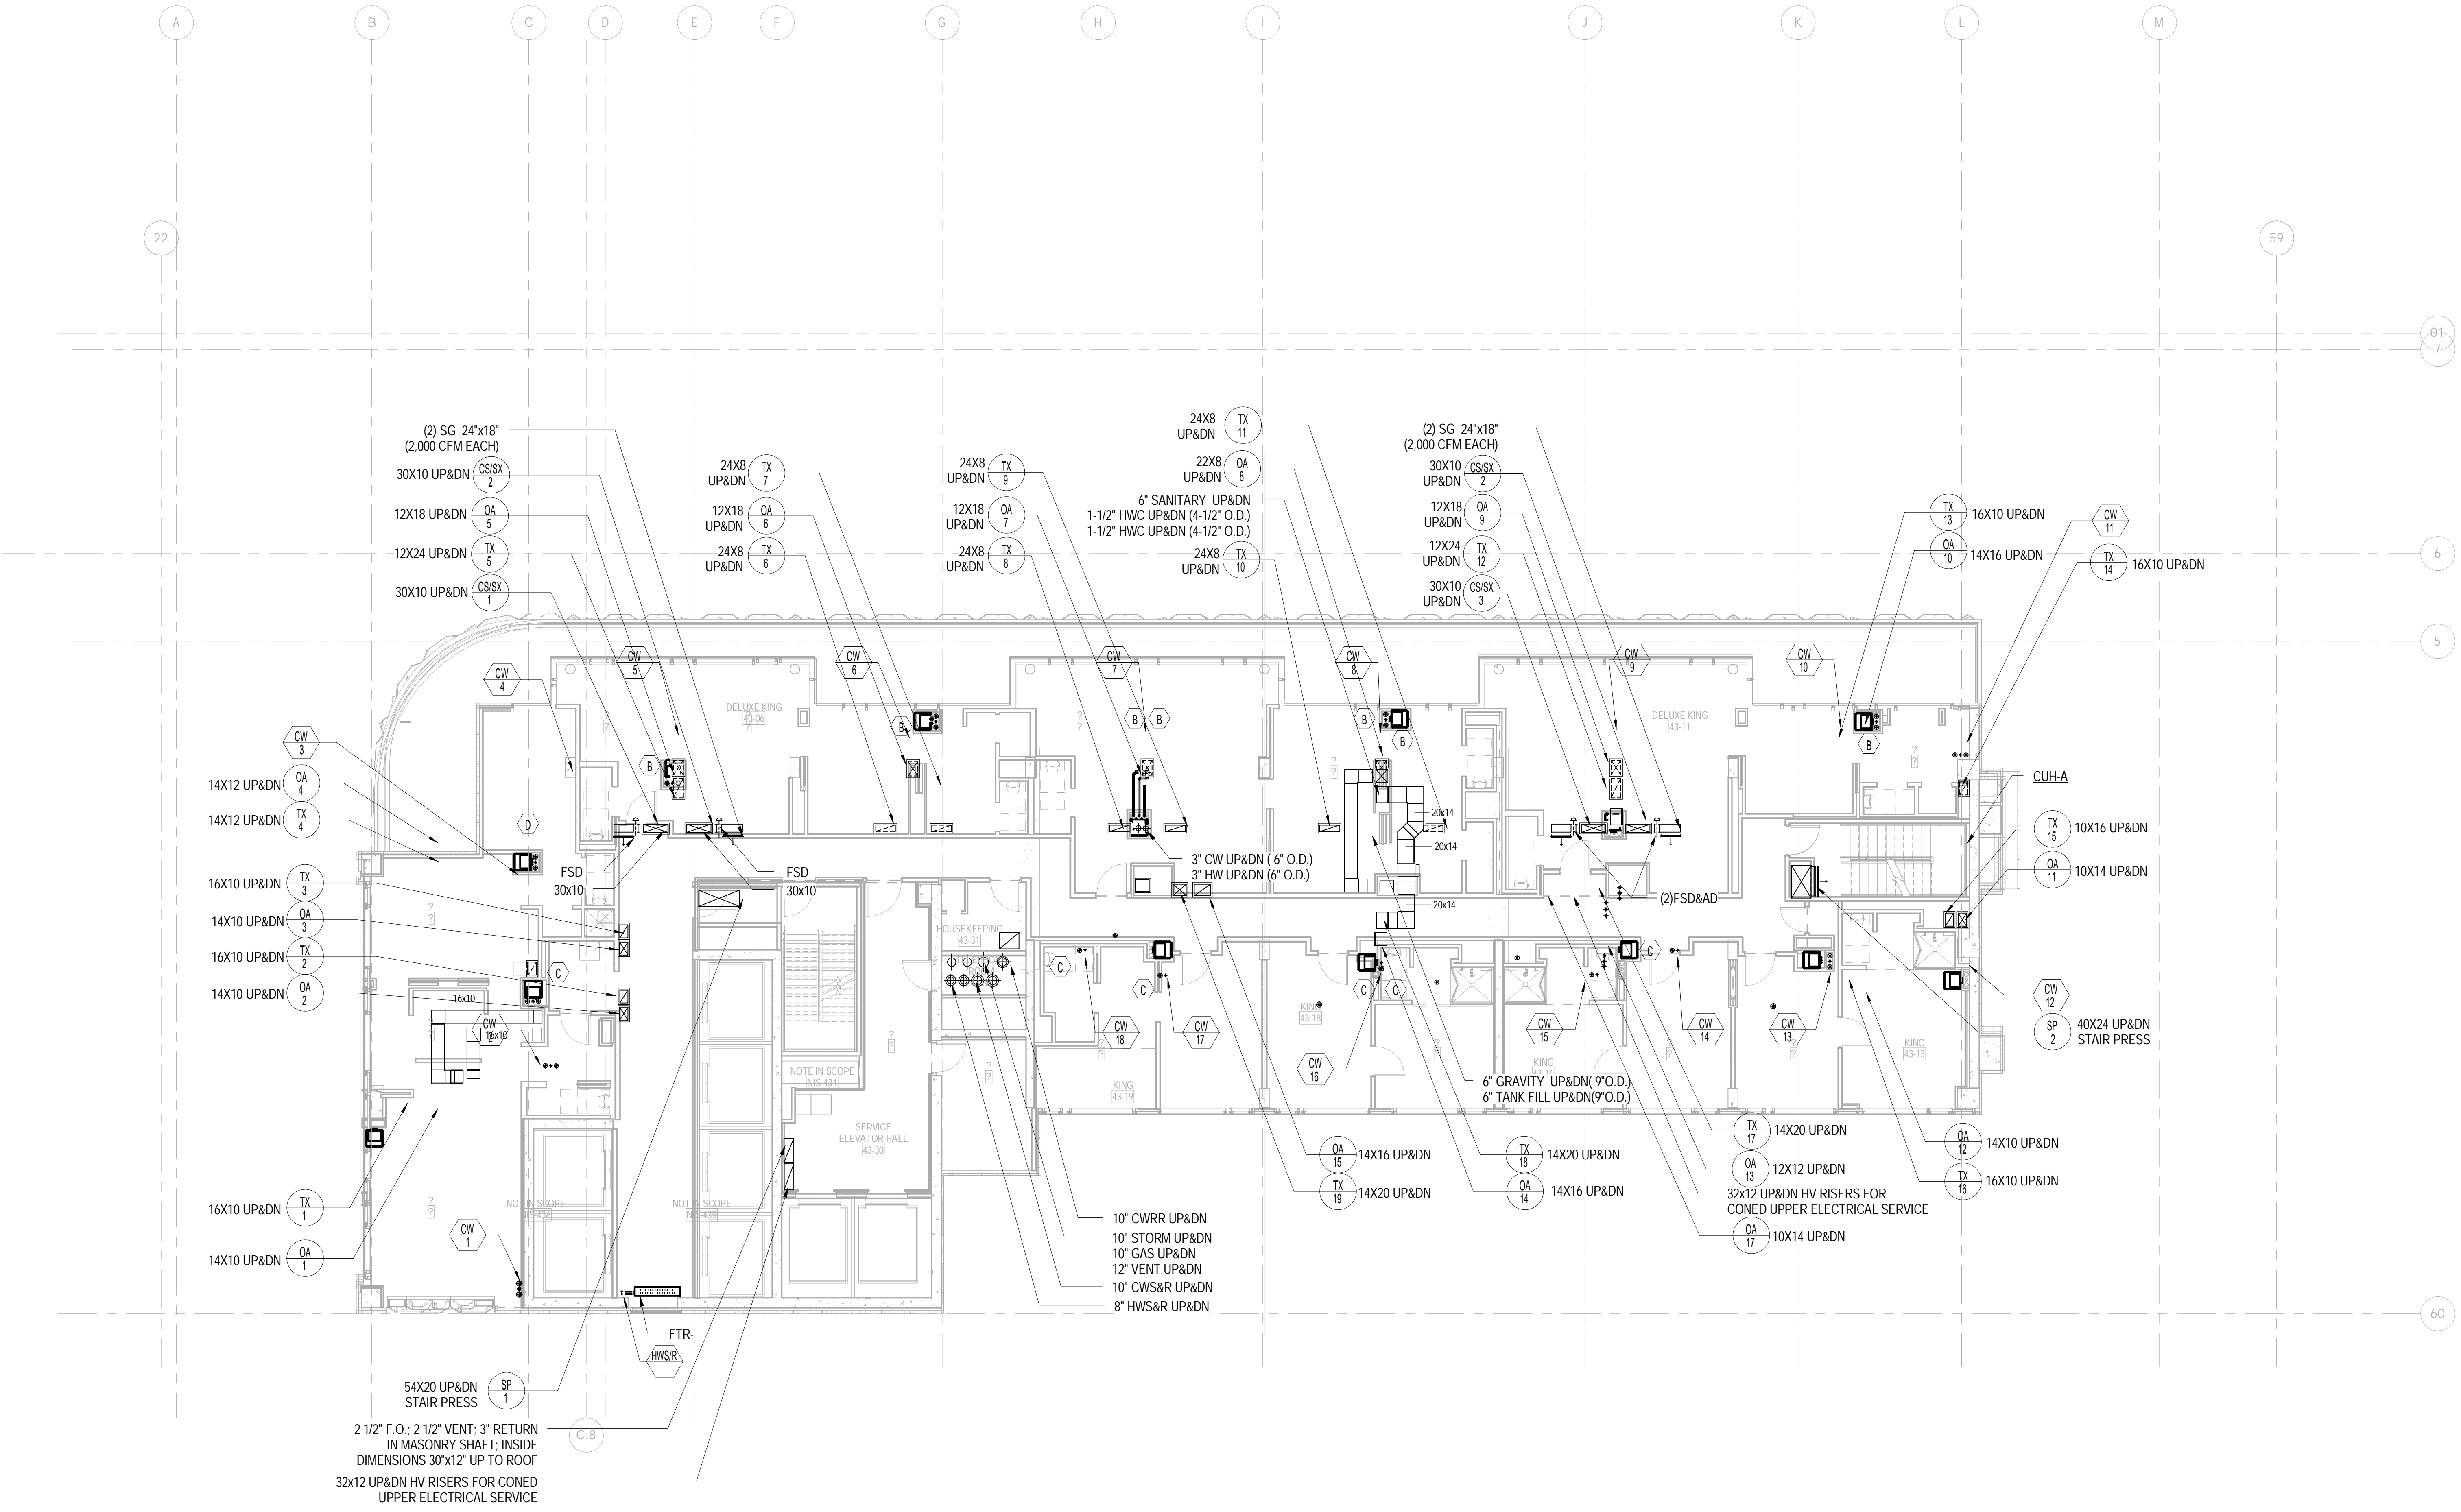 A
B
C
D
E
F
G
H
I
J
K
L
M
22
59
01
7
6
5
60
C.8
(2) SG 24"x18"
(2,000 CFM EACH)
30X10 UP&DN
CS/SX
2
12X18 UP&DN
OA
5
12X24 UP&DN
TX
5
30X10 UP&DN
CS/SX
1
24X8
UP&DN
TX
7
12X18
UP&DN
OA
6
24X8
UP&DN
TX
6
24X8
UP&DN
TX
9
12X18
UP&DN
OA
7
24X8
UP&DN
TX
8
24X8
UP&DN
TX
11
22X8
UP&DN
OA
8
6" SANITARY UP&DN
1-1/2" HWC UP&DN (4-1/2" O.D.)
1-1/2" HWC UP&DN (4-1/2" O.D.)
24X8
UP&DN
TX
10
(2) SG 24"x18"
(2,000 CFM EACH)
30X10
UP&DN
CS/SX
2
12X18
UP&DN
OA
9
12X24
UP&DN
TX
12
30X10
UP&DN
CS/SX
3
TX
13
16X10 UP&DN
OA
10
14X16 UP&DN
CW
11
TX
14
16X10 UP&DN
CW
4
CW
5
CW
6
CW
7
CW
8
CW
9
CW
10
CW
3
14X12 UP&DN
OA
4
14X12 UP&DN
TX
4
16X10 UP&DN
TX
3
14X10 UP&DN
OA
3
16X10 UP&DN
TX
2
14X10 UP&DN
OA
2
16X10 UP&DN
TX
1
14X10 UP&DN
OA
1
DELUXE KING
43-06
?
?
?
?
?
?
?
?
DELUXE KING
43-11
?
?
B
B
B
B
B
B
B
D
C
C
C
C
C
C
FSD
30x10
FSD
30x10
3" CW UP&DN ( 6" O.D.)
3" HW UP&DN (6" O.D.)
20x14
20x14
20x14
(2)FSD&AD
CUH-A
TX
15
10X16 UP&DN
OA
11
10X14 UP&DN
CW
12
SP
2
40X24 UP&DN
STAIR PRESS
?
?
16x10
16x10
CW
2
?
?
HOUSEKEEPING
43-31
NOTE IN SCOPE
NIS 434
?
?
?
?
SERVICE
ELEVATOR HALL
43-30
CW
18
CW
17
?
?
KING
43-19
KING
43-18
CW
16
?
?
CW
15
KING
?
?
CW
14
CW
13
?
?
KING
43-13
6" GRAVITY UP&DN( 9"O.D.)
6" TANK FILL UP&DN(9"O.D.)
?
?
NOT IN SCOPE
NIS-436
NOT IN SCOPE
NIS-435
CW
1
FTR-
HWS/R
10" CWRR UP&DN
10" STORM UP&DN
10" GAS UP&DN
12" VENT UP&DN
10" CWS&R UP&DN
8" HWS&R UP&DN
OA
15
14X16 UP&DN
TX
19
14X20 UP&DN
TX
18
14X20 UP&DN
OA
14
14X16 UP&DN
TX
17
14X20 UP&DN
OA
13
12X12 UP&DN
32x12 UP&DN HV RISERS FOR
CONED UPPER ELECTRICAL SERVICE
OA
17
10X14 UP&DN
OA
12
14X10 UP&DN
TX
16
16X10 UP&DN
54X20 UP&DN
STAIR PRESS
SP
1
2 1/2" F.O.; 2 1/2" VENT; 3" RETURN
IN MASONRY SHAFT; INSIDE
DIMENSIONS 30"x12" UP TO ROOF
32x12 UP&DN HV RISERS FOR CONED
UPPER ELECTRICAL SERVICE